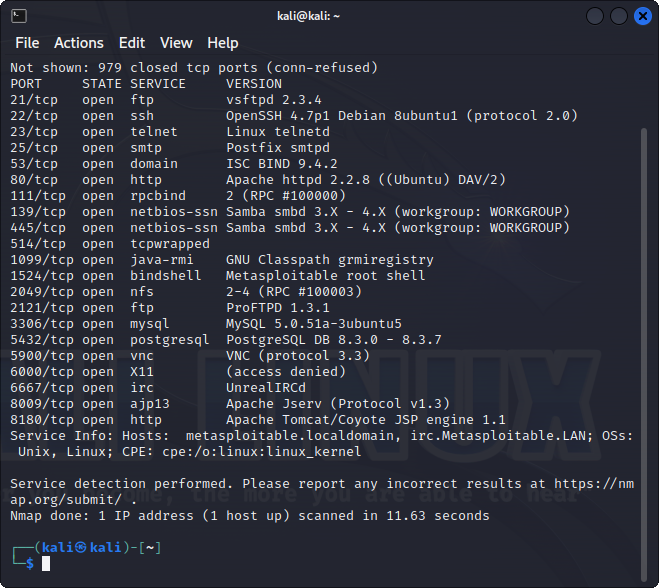 kali@kali: ~
File Actions Edit View Help
Not shown: 979 closed tcp ports (conn-refused)
PORT     STATE SERVICE     VERSION
21/tcp   open  ftp         vsftpd 2.3.4
22/tcp   open  ssh         OpenSSH 4.7p1 Debian 8ubuntu1 (protocol 2.0)
23/tcp   open  telnet      Linux telnetd
25/tcp   open  smtp        Postfix smtpd
53/tcp   open  domain      ISC BIND 9.4.2
80/tcp   open  http        Apache httpd 2.2.8 ((Ubuntu) DAV/2)
111/tcp  open  rpcbind     2 (RPC #100000)
139/tcp  open  netbios-ssn Samba smbd 3.X - 4.X (workgroup: WORKGROUP)
445/tcp  open  netbios-ssn Samba smbd 3.X - 4.X (workgroup: WORKGROUP)
514/tcp  open  tcpwrapped
1099/tcp open  java-rmi    GNU Classpath grmiregistry
1524/tcp open  bindshell   Metasploitable root shell
2049/tcp open  nfs         2-4 (RPC #100003)
2121/tcp open  ftp         ProFTPD 1.3.1
3306/tcp open  mysql       MySQL 5.0.51a-3ubuntu5
5432/tcp open  postgresql  PostgreSQL DB 8.3.0 - 8.3.7
5900/tcp open  vnc         VNC (protocol 3.3)
6000/tcp open  X11         (access denied)
6667/tcp open  irc         UnrealIRCd
8009/tcp open  ajp13       Apache Jserv (Protocol v1.3)
8180/tcp open  http        Apache Tomcat/Coyote JSP engine 1.1
Service Info: Hosts:  metasploitable.localdomain, irc.Metasploitable.LAN; OSs:
 Unix, Linux; CPE: cpe:/o:linux:linux_kernel
Service detection performed. Please report any incorrect results at https://nm
ap.org/submit/ .
Nmap done: 1 IP address (1 host up) scanned in 11.63 seconds
┌──(kali㉿kali)-[~]
└─$